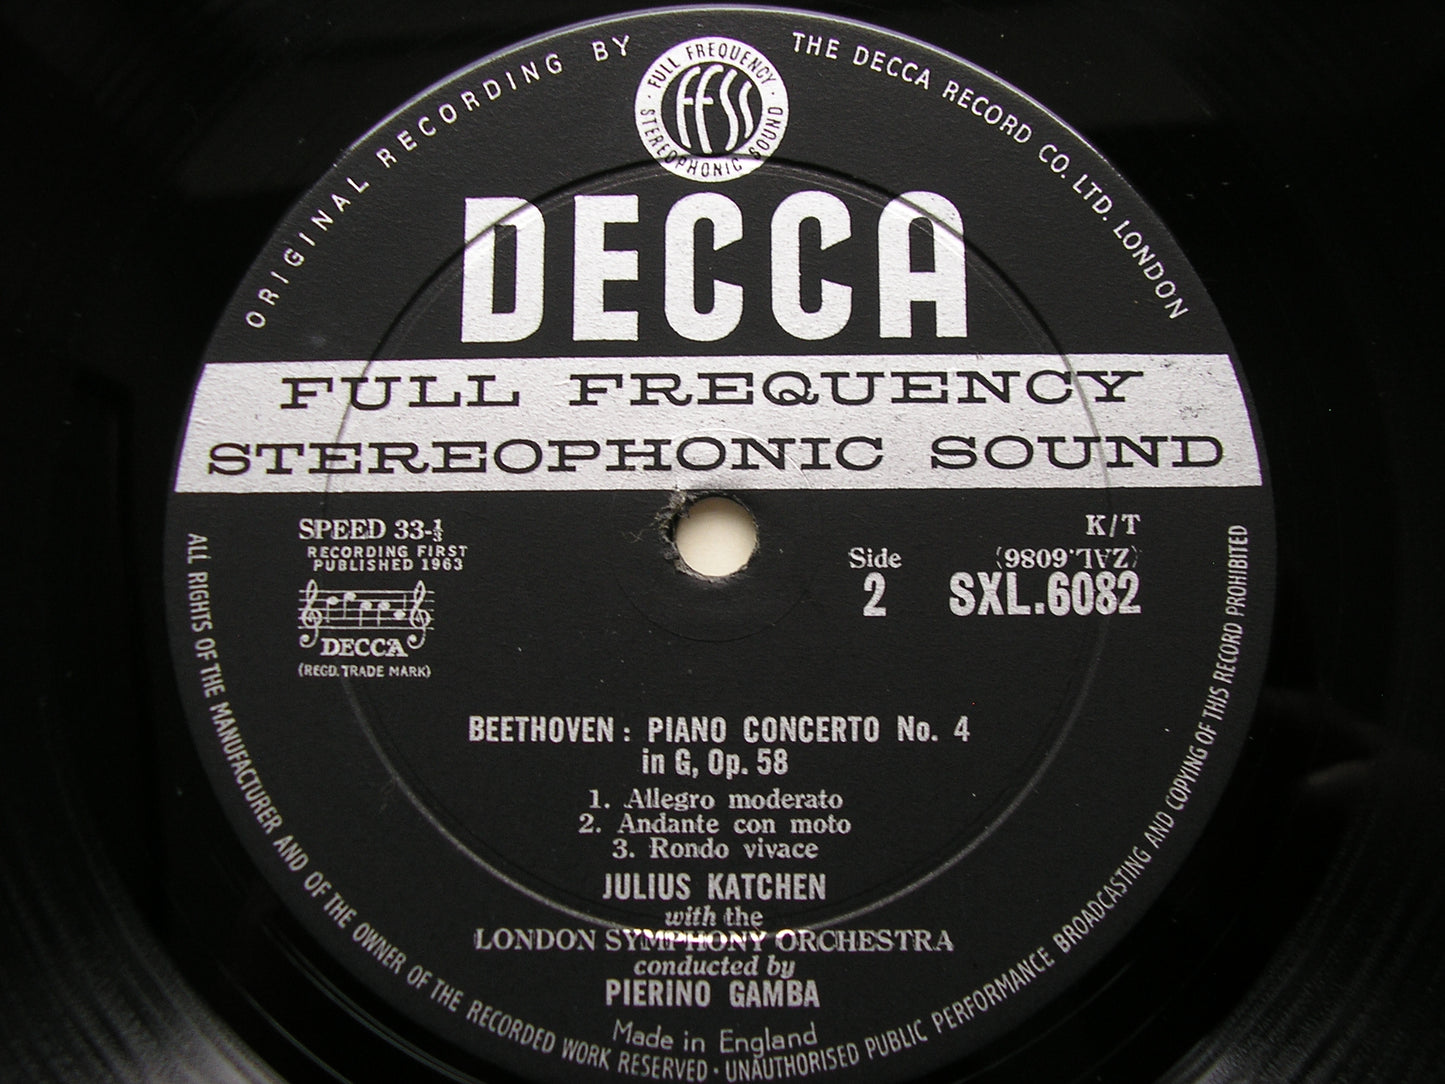 ORIGINAL RECORDING BY THE DECCA RECORD CO. LTD. LONDON
FULL FREQUENCY
STEREOPHONIC SOUND
FFSS
DECCA
FULL FREQUENCY
STEREOPHONIC SOUND
SPEED 33-⅓
RECORDING FIRST
PUBLISHED 1963
DECCA
(REGD. TRADE MARK)
Side
2
K/T
(ZAL.6086)
SXL.6082
BEETHOVEN : PIANO CONCERTO No. 4
in G, Op. 58
1. Allegro moderato
2. Andante con moto
3. Rondo vivace
JULIUS KATCHEN
with the
LONDON SYMPHONY ORCHESTRA
conducted by
PIERINO GAMBA
Made in England
ALL RIGHTS OF THE MANUFACTURER AND OF THE OWNER OF THE RECORDED WORK RESERVED · UNAUTHORISED PUBLIC PERFORMANCE BROADCASTING AND COPYING OF THIS RECORD PROHIBITED